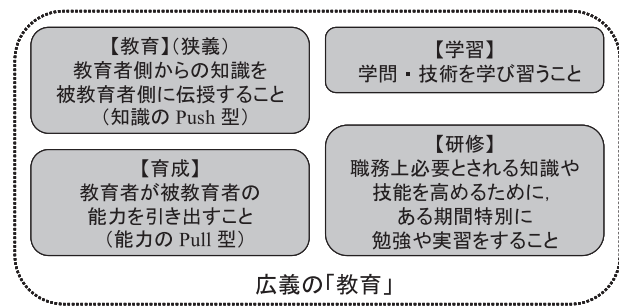 【教育】(狭義)
教育者側からの知識を
被教育者側に伝授すること
(知識の Push 型)
【育成】
教育者が被教育者の
能力を引き出すこと
(能力の Pull 型)
【学習】
学問・技術を学び習うこと
【研修】
職務上必要とされる知識や
技能を高めるために,
ある期間特別に
勉強や実習をすること
広義の「教育」